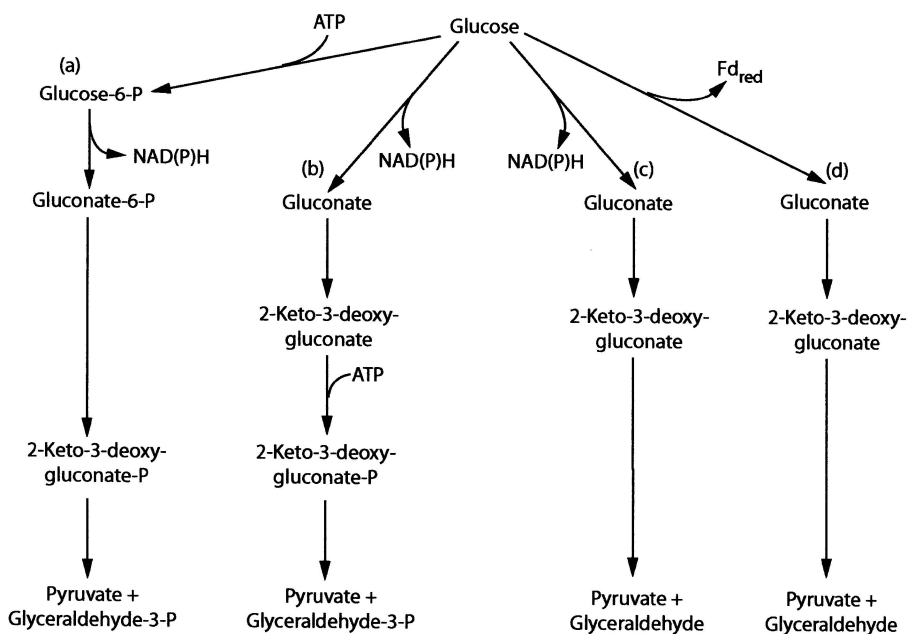 ATP
Glucose
(a)
Glucose-6-P
Fdred
NAD(P)H
NAD(P)H
NAD(P)H
(b)
(c)
(d)
Gluconate-6-P
Gluconate
Gluconate
Gluconate
2-Keto-3-deoxy-
gluconate
2-Keto-3-deoxy-
gluconate
2-Keto-3-deoxy-
gluconate
ATP
2-Keto-3-deoxy-
gluconate-P
2-Keto-3-deoxy-
gluconate-P
Pyruvate +
Glyceraldehyde-3-P
Pyruvate +
Glyceraldehyde-3-P
Pyruvate +
Glyceraldehyde
Pyruvate +
Glyceraldehyde